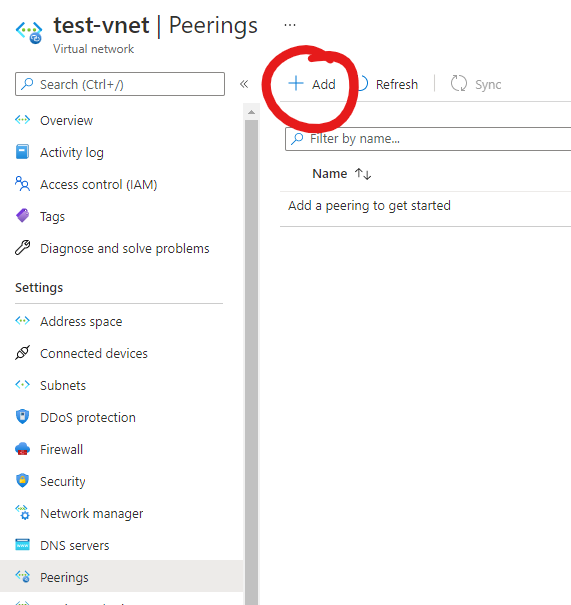 test-vnet | Peerings ...
Virtual network
Search (Ctrl+/) «
+ Add Refresh Sync
Filter by name...
Name ↑↓
Add a peering to get started
Overview
Activity log
Access control (IAM)
Tags
Diagnose and solve problems
Settings
Address space
Connected devices
Subnets
DDoS protection
Firewall
Security
Network manager
DNS servers
Peerings